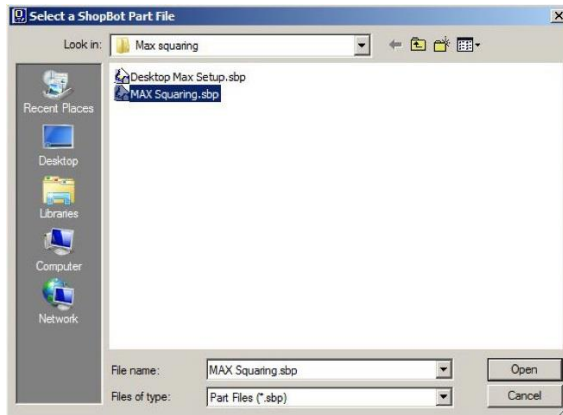 Select a ShopBot Part File
Look in: Max squaring
Desktop Max Setup.sbp
MAX Squaring.sbp
Recent Places
Desktop
Libraries
Computer
Network
File name: MAX Squaring.sbp Open
Files of type: Part Files (*.sbp) Cancel